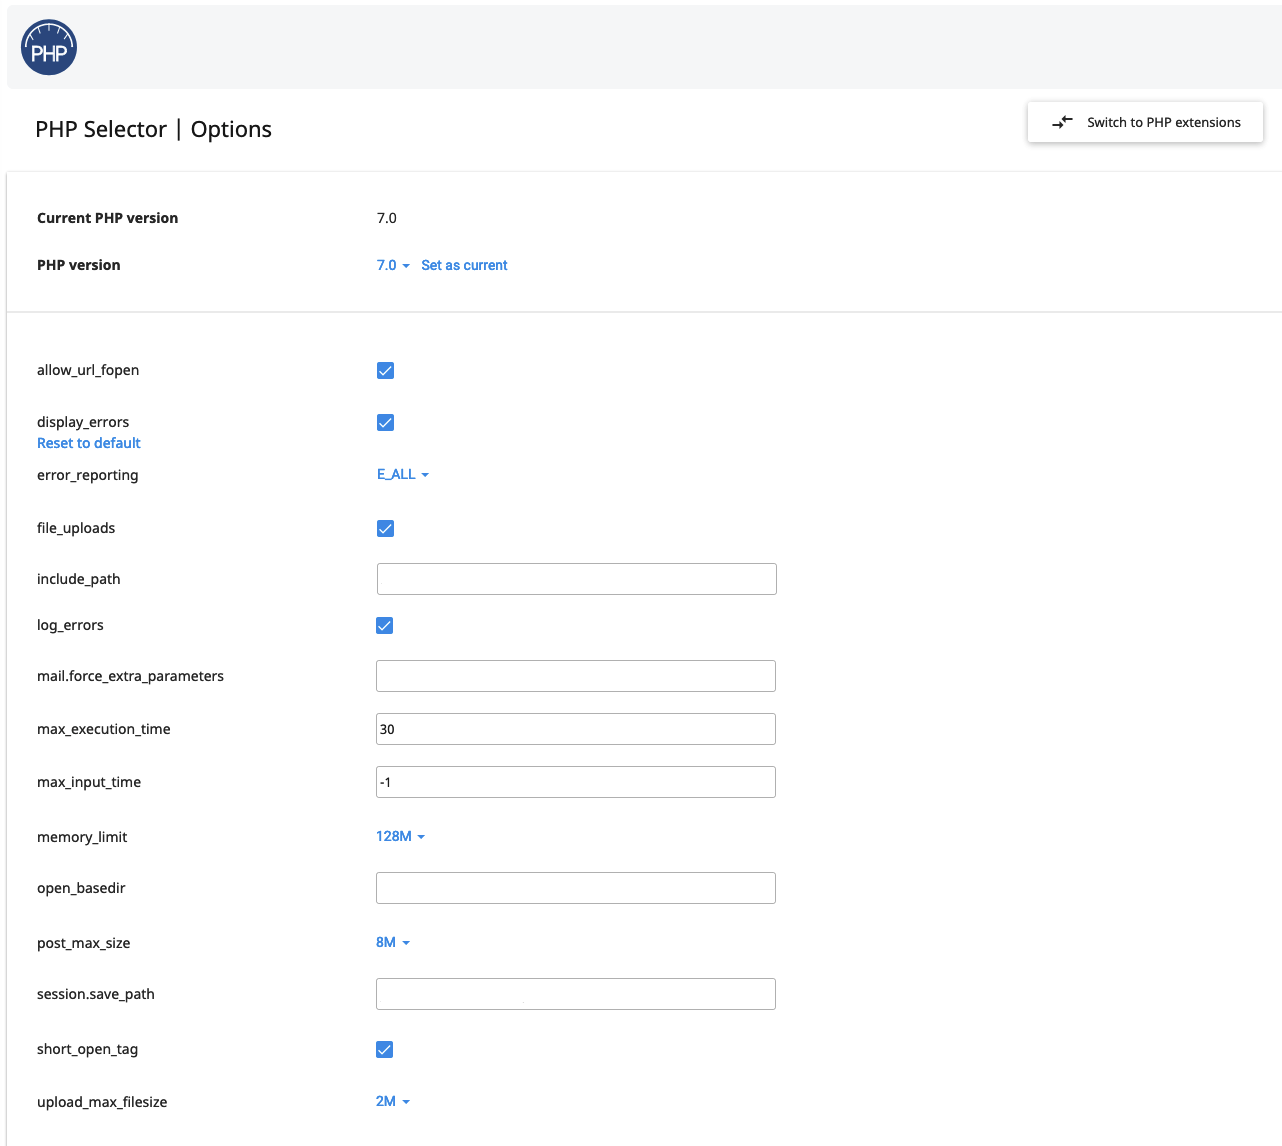 PHP
PHP Selector | Options
Switch to PHP extensions
Current PHP version 7.0
PHP version 7.0 Set as current
allow_url_fopen
display_errors
Reset to default
error_reporting E_ALL
file_uploads
include_path
log_errors
mail.force_extra_parameters
max_execution_time 30
max_input_time -1
memory_limit 128M
open_basedir
post_max_size 8M
session.save_path
short_open_tag
upload_max_filesize 2M